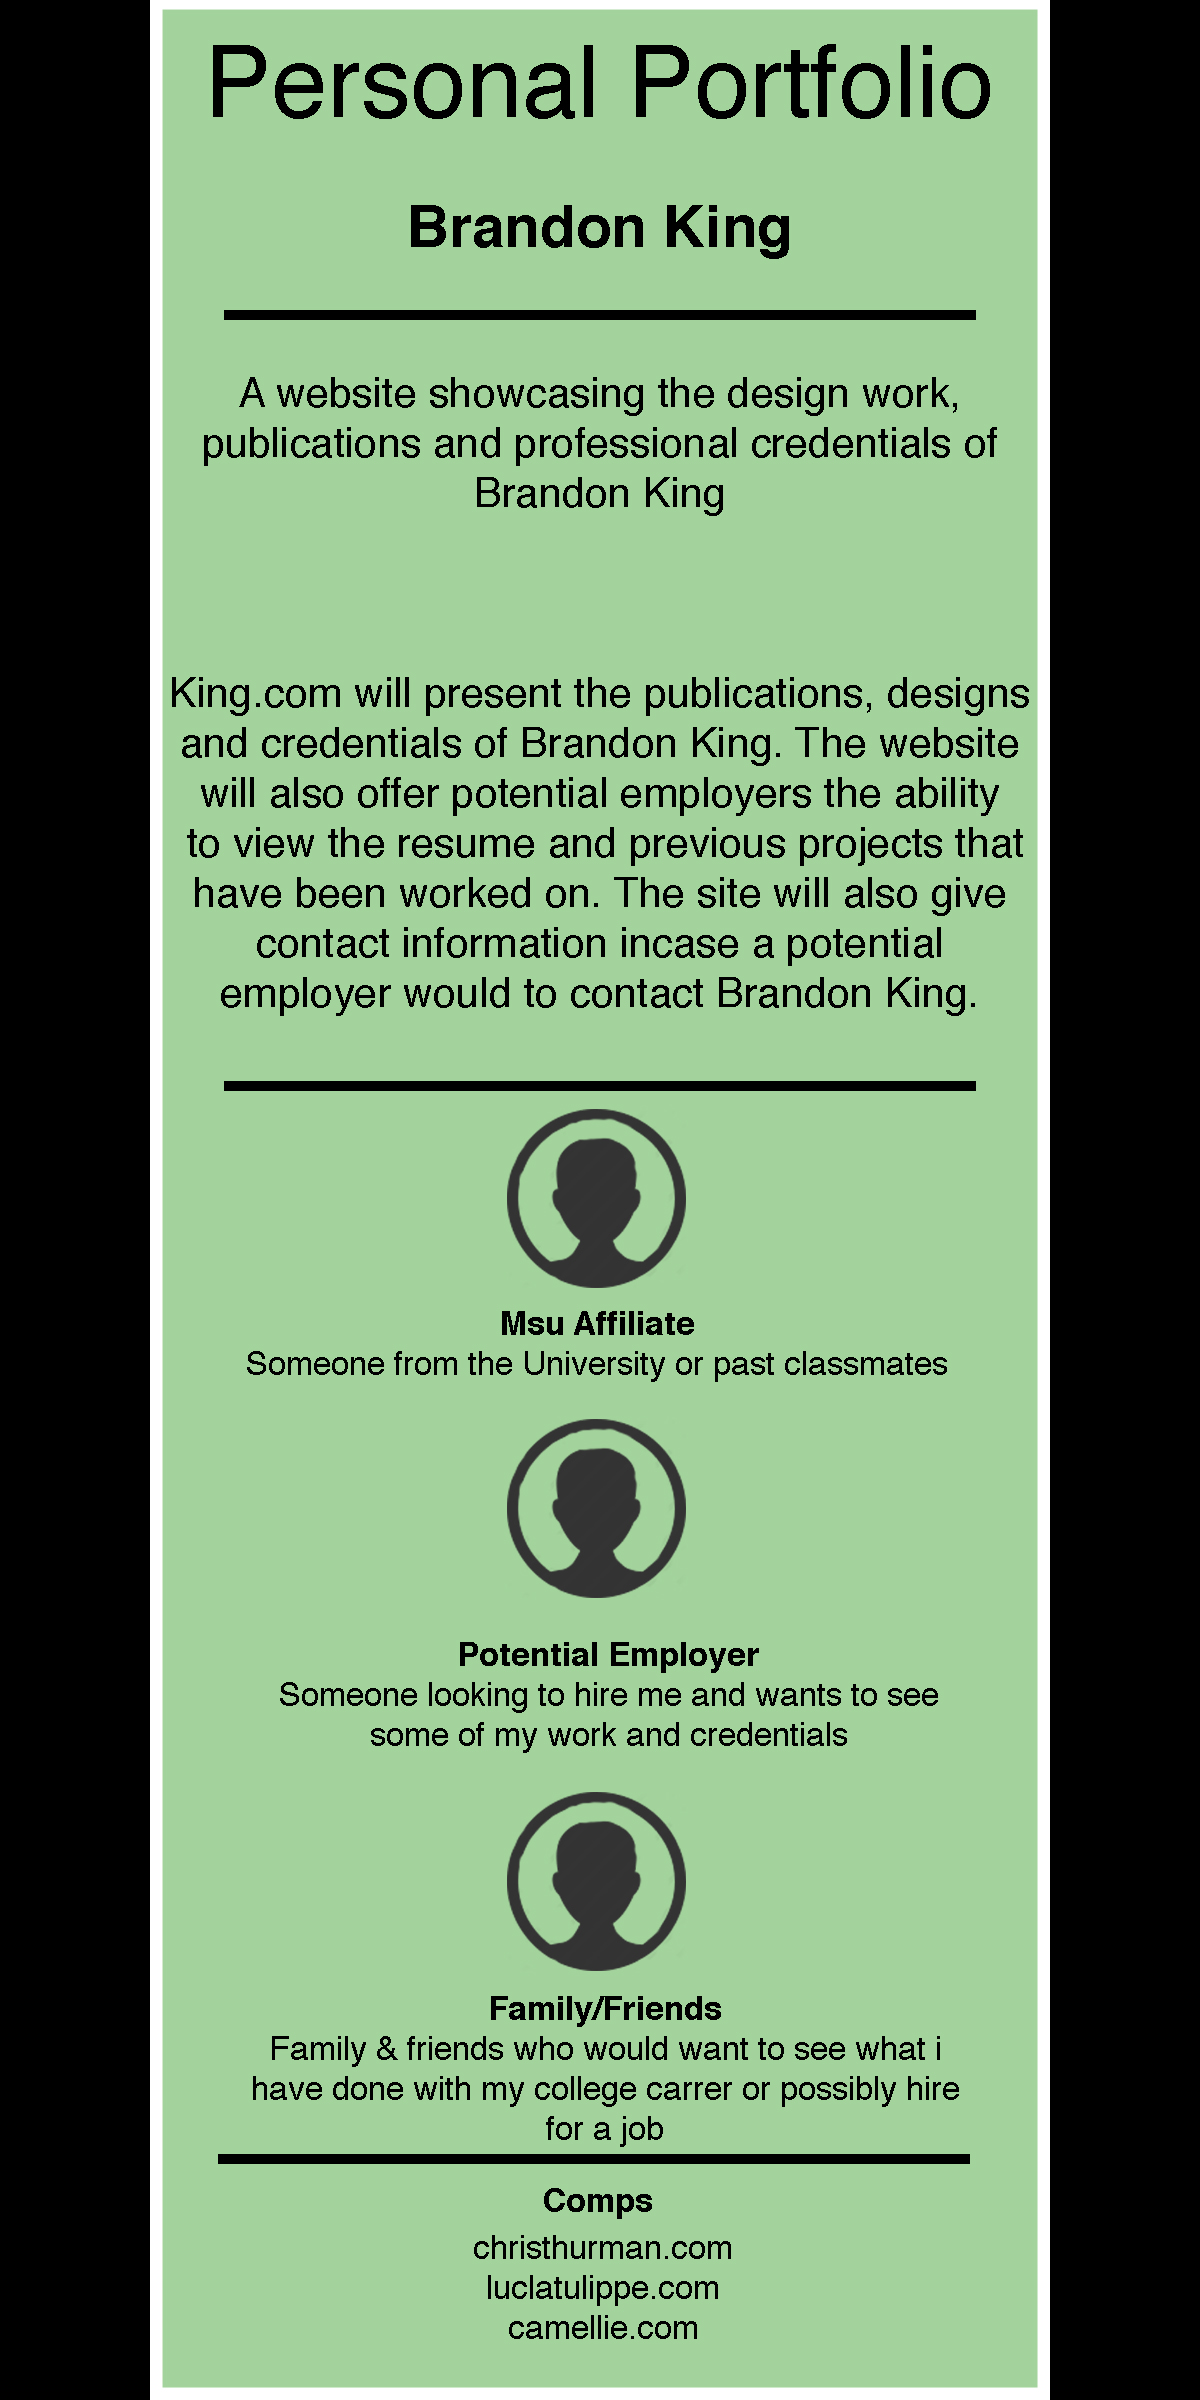 Personal Portfolio
Brandon King
A website showcasing the design work,
publications and professional credentials of
Brandon King
King.com will present the publications, designs
and credentials of Brandon King. The website
will also offer potential employers the ability
to view the resume and previous projects that
have been worked on. The site will also give
contact information incase a potential
employer would to contact Brandon King.
Msu Affiliate
Someone from the University or past classmates
Potential Employer
Someone looking to hire me and wants to see
some of my work and credentials
Family/Friends
Family & friends who would want to see what i
have done with my college carrer or possibly hire
for a job
Comps
christhurman.com
luclatulippe.com
camellie.com